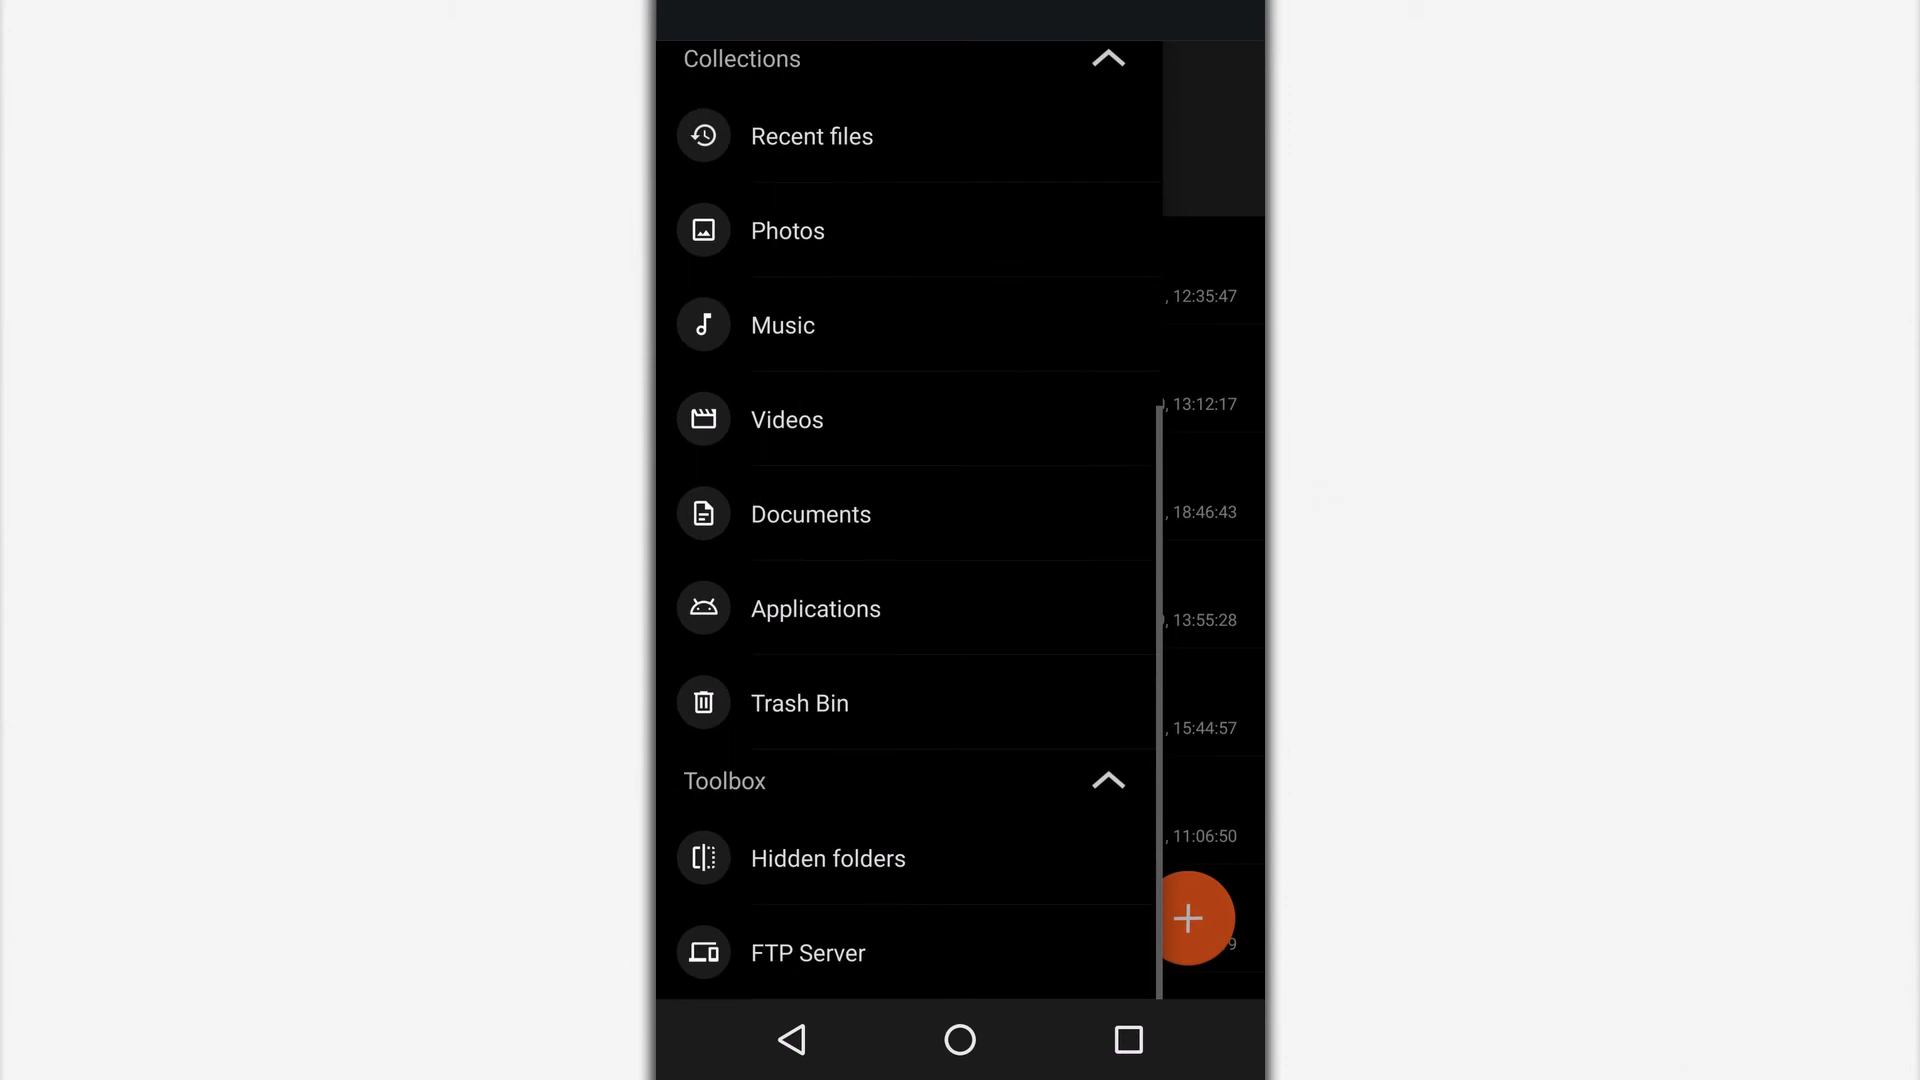 Collections
Recent files
Photos
Music
, 12:35:47
, 13:12:17
Videos
, 18:46:43
Documents
, 13:55:28
Applications
, 15:44:57
Trash Bin
Toolbox
, 11:06:50
Hidden folders
9
FTP Server